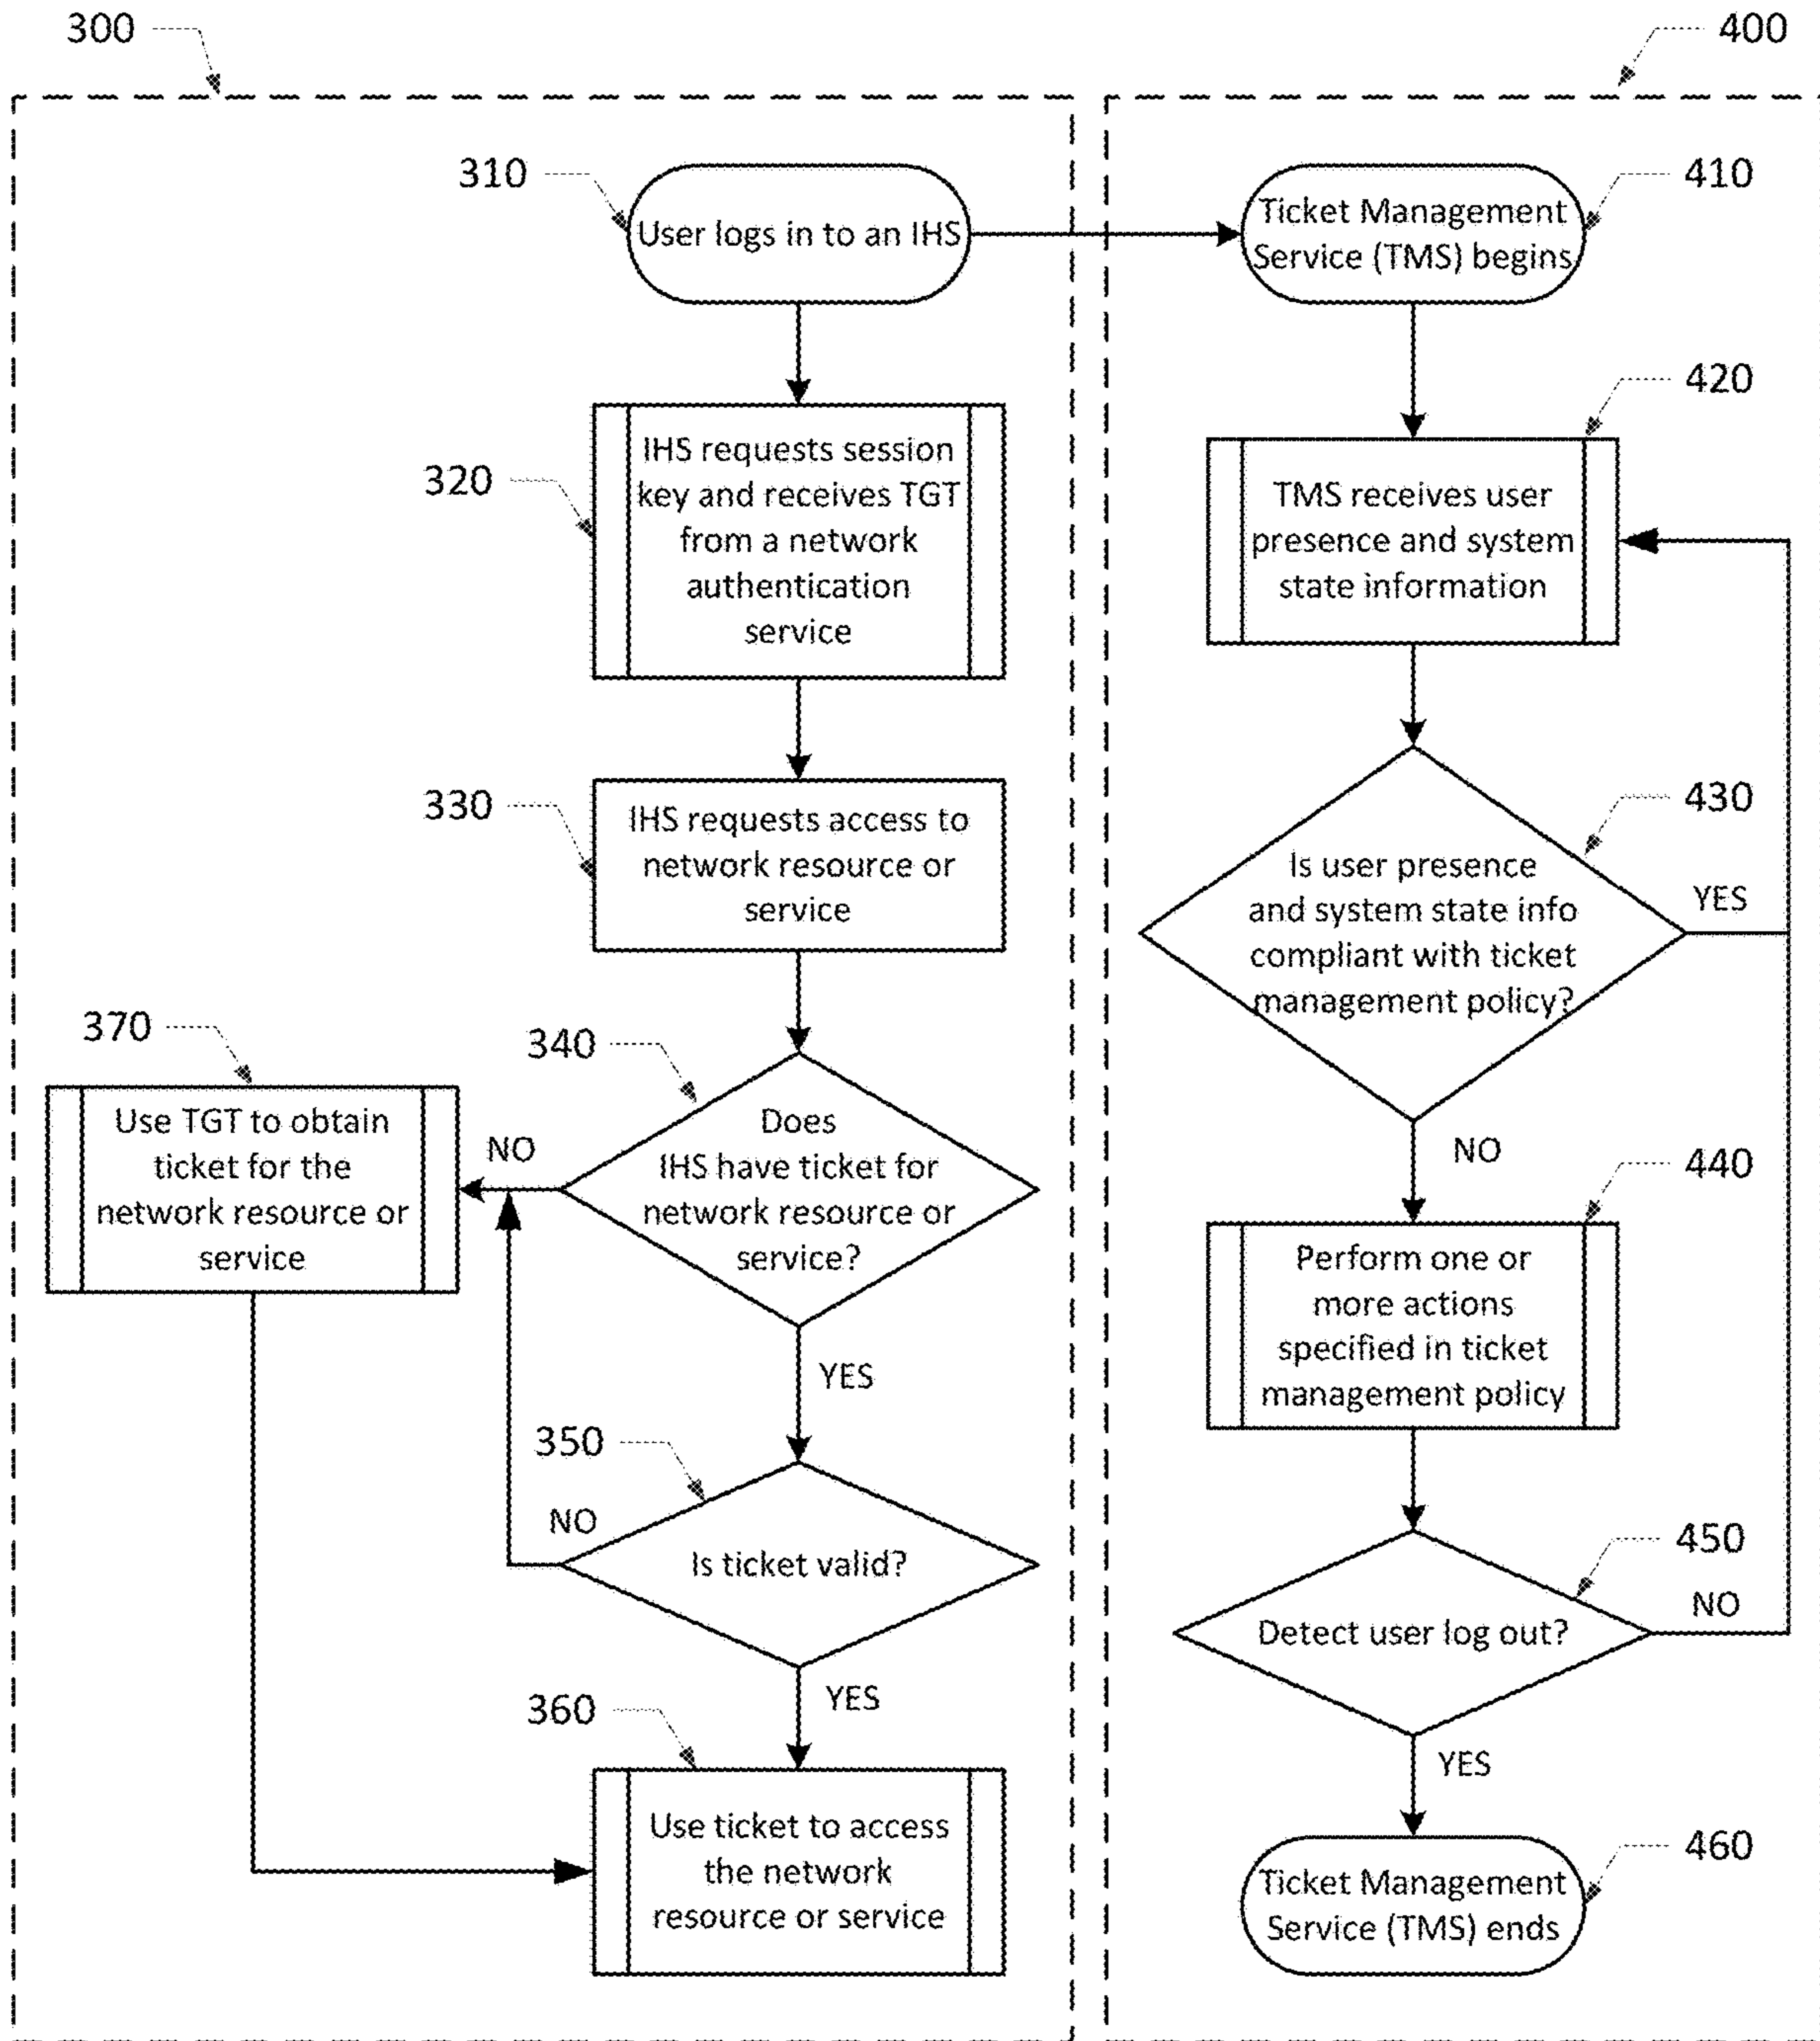 300
400
310
User logs in to an IHS
410
Ticket Management
Service (TMS) begins
320
IHS requests session
key and receives TGT
from a network
authentication
service
420
TMS receives user
presence and system
state information
330
IHS requests access to
network resource or
service
430
Is user presence
and system state info
compliant with ticket
management policy?
YES
NO
370
Use TGT to obtain
ticket for the
network resource or
service
NO
340
Does
IHS have ticket for
network resource or
service?
YES
440
Perform one or
more actions
specified in ticket
management policy
350
NO
Is ticket valid?
YES
450
Detect user log out?
NO
YES
360
Use ticket to access
the network
resource or service
460
Ticket Management
Service (TMS) ends